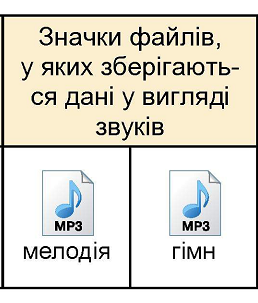 Значки файлів,
у яких зберігають-
ся дані у вигляді
звуків
MP3 MP3
мелодія гімн